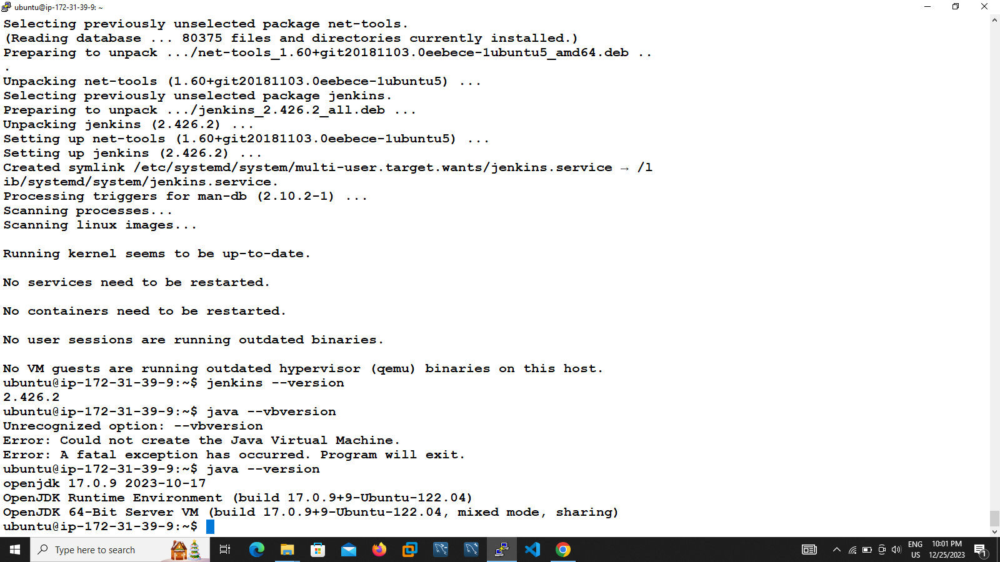 ubuntu@ip-172-31-39-9: ~
Selecting previously unselected package net-tools.
(Reading database ... 80375 files and directories currently installed.)
Preparing to unpack .../net-tools_1.60+git20181103.0eebece-1ubuntu5_amd64.deb ..
.
Unpacking net-tools (1.60+git20181103.0eebece-1ubuntu5) ...
Selecting previously unselected package jenkins.
Preparing to unpack .../jenkins_2.426.2_all.deb ...
Unpacking jenkins (2.426.2) ...
Setting up net-tools (1.60+git20181103.0eebece-1ubuntu5) ...
Setting up jenkins (2.426.2) ...
Created symlink /etc/systemd/system/multi-user.target.wants/jenkins.service → /l
ib/systemd/system/jenkins.service.
Processing triggers for man-db (2.10.2-1) ...
Scanning processes...
Scanning linux images...
Running kernel seems to be up-to-date.
No services need to be restarted.
No containers need to be restarted.
No user sessions are running outdated binaries.
No VM guests are running outdated hypervisor (qemu) binaries on this host.
ubuntu@ip-172-31-39-9:~$ jenkins --version
2.426.2
ubuntu@ip-172-31-39-9:~$ java --vbversion
Unrecognized option: --vbversion
Error: Could not create the Java Virtual Machine.
Error: A fatal exception has occurred. Program will exit.
ubuntu@ip-172-31-39-9:~$ java --version
openjdk 17.0.9 2023-10-17
OpenJDK Runtime Environment (build 17.0.9+9-Ubuntu-122.04)
OpenJDK 64-Bit Server VM (build 17.0.9+9-Ubuntu-122.04, mixed mode, sharing)
ubuntu@ip-172-31-39-9:~$
Type here to search
ENG
US
10:01 PM
12/25/2023
1